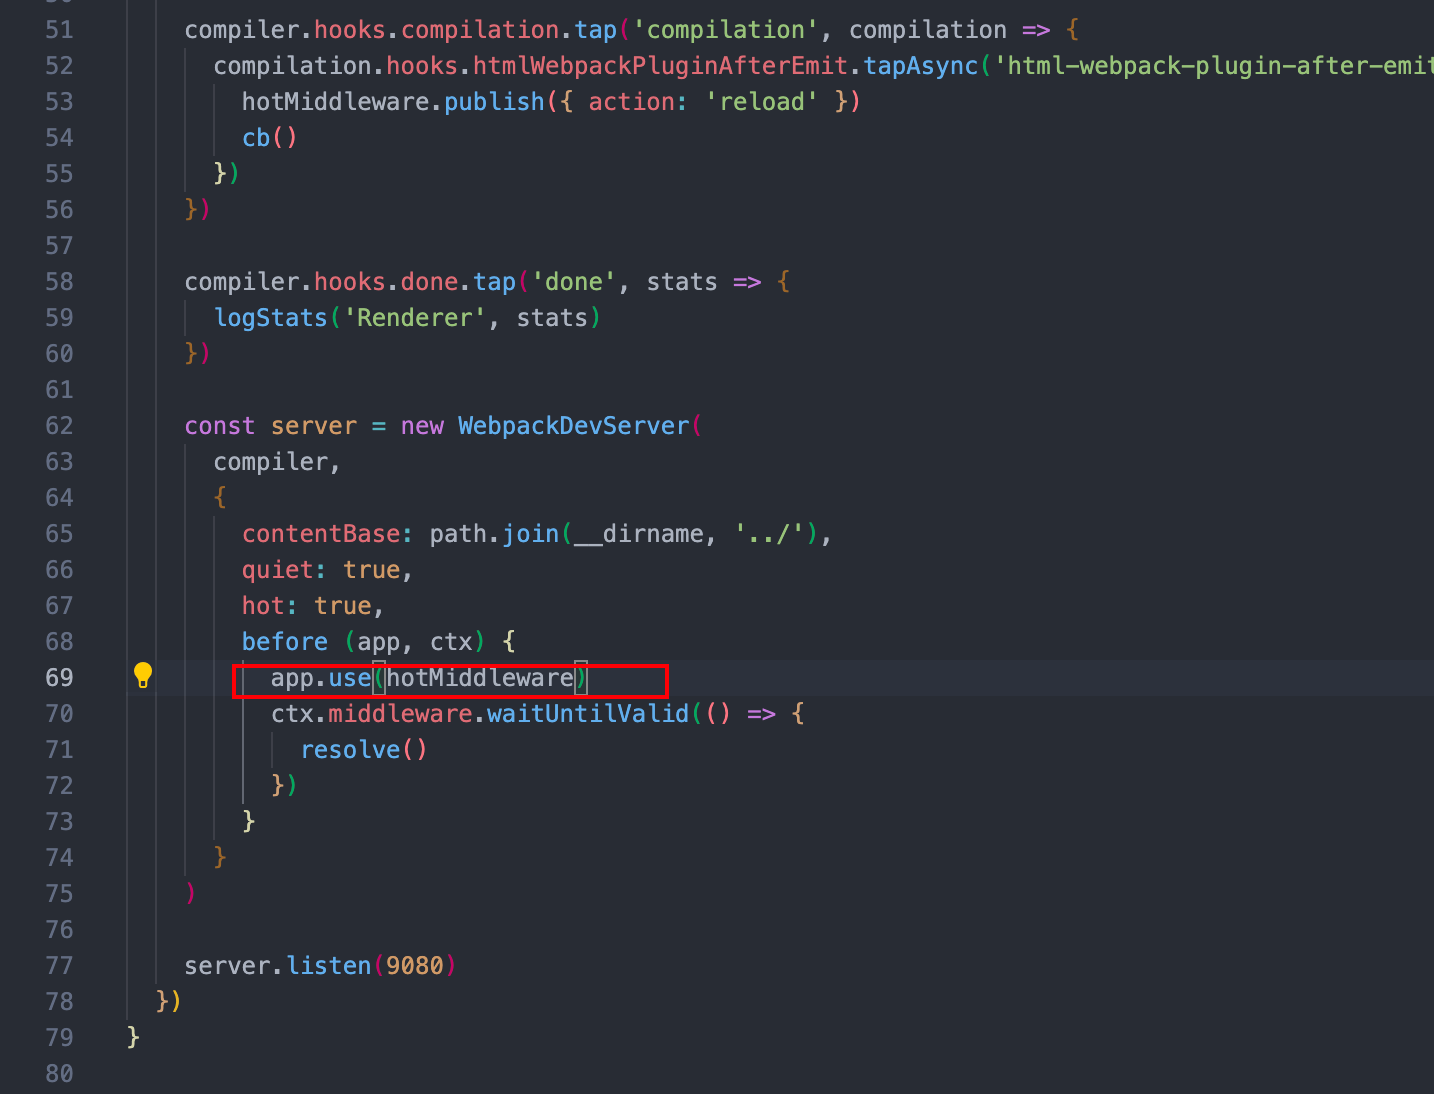 51 compiler.hooks.compilation.tap('compilation', compilation => {
52 compilation.hooks.htmlWebpackPluginAfterEmit.tapAsync('html-webpack-plugin-after-emit
53 hotMiddleware.publish({ action: 'reload' })
54 cb()
55 })
56 })
57
58 compiler.hooks.done.tap('done', stats => {
59 logStats('Renderer', stats)
60 })
61
62 const server = new WebpackDevServer(
63 compiler,
64 {
65 contentBase: path.join(__dirname, '../'),
66 quiet: true,
67 hot: true,
68 before (app, ctx) {
69 app.use(hotMiddleware)
70 ctx.middleware.waitUntilValid(() => {
71 resolve()
72 })
73 }
74 }
75 )
76
77 server.listen(9080)
78 })
79 }
80